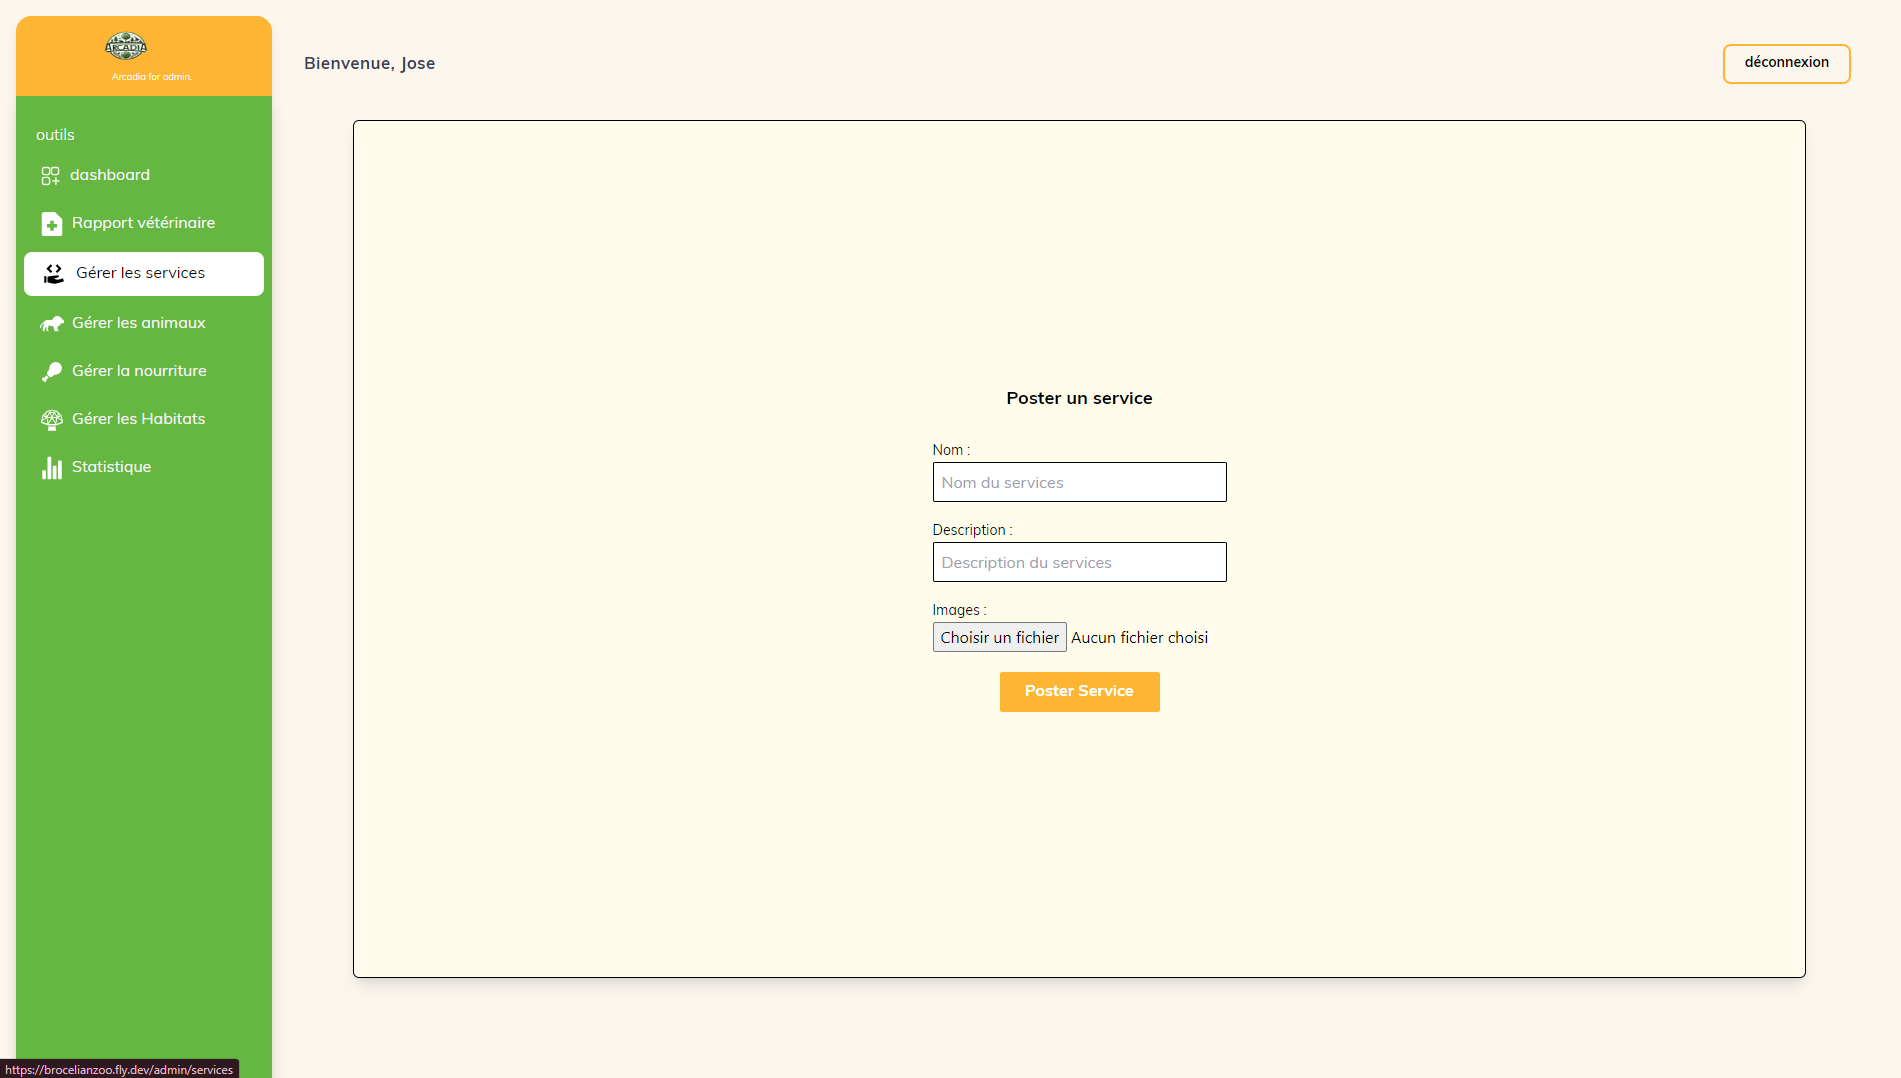 ARCADIA
Arcadia for admin.
Bienvenue, Jose
déconnexion
outils
dashboard
Rapport vétérinaire
Gérer les services
Gérer les animaux
Gérer la nourriture
Gérer les Habitats
Statistique
Poster un service
Nom :
Nom du services
Description :
Description du services
Images :
Choisir un fichier Aucun fichier choisi
Poster Service
https://brocelianzoo.fly.dev/admin/services